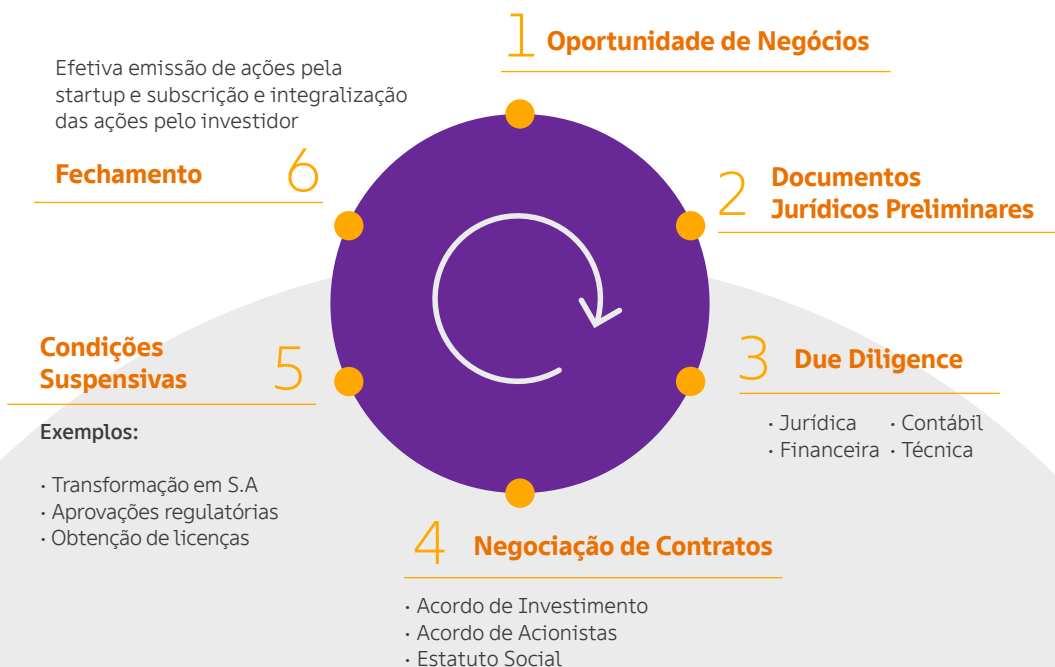 1 Oportunidade de Negócios
2 Documentos
Jurídicos Preliminares
3 Due Diligence
· Jurídica · Contábil
· Financeira · Técnica
4 Negociação de Contratos
· Acordo de Investimento
· Acordo de Acionistas
· Estatuto Social
5 Condições
Suspensivas
Exemplos:
· Transformação em S.A
· Aprovações regulatórias
· Obtenção de licenças
6 Fechamento
Efetiva emissão de ações pela
startup e subscrição e integralização
das ações pelo investidor